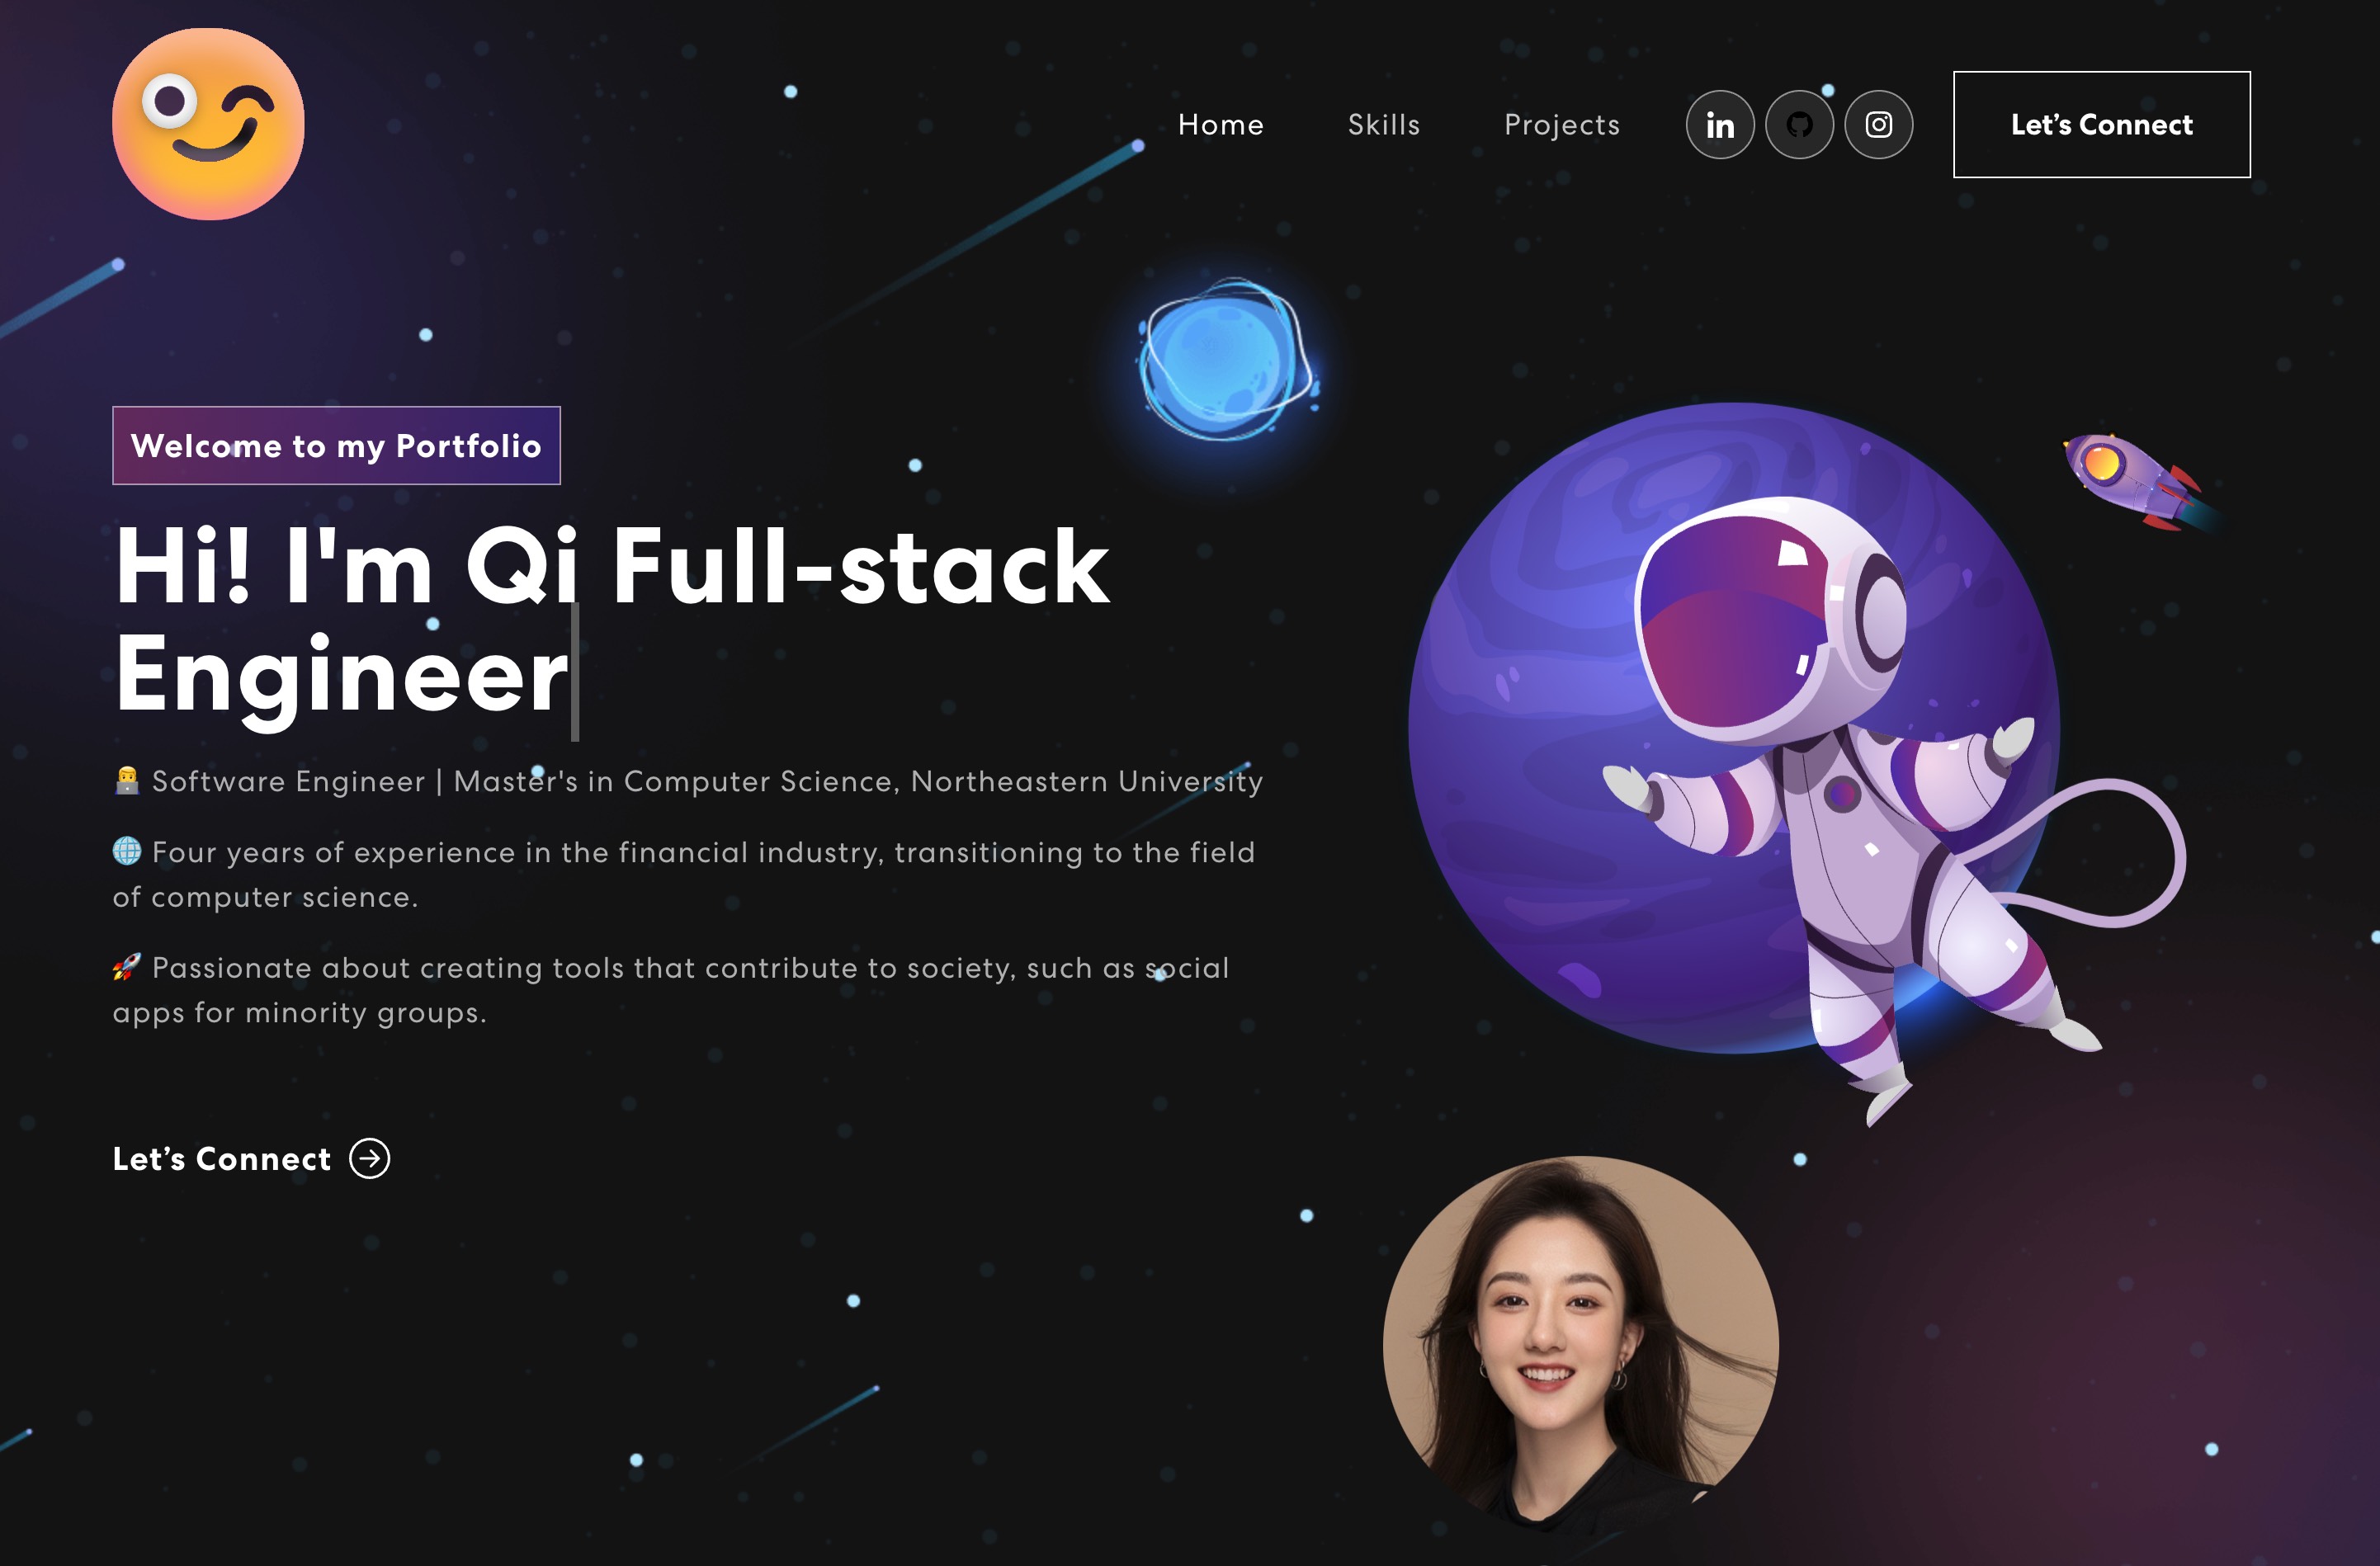 Home Skills Projects in Let’s Connect
Welcome to my Portfolio
Hi! I'm Qi Full-stack
Engineer
Software Engineer | Master's in Computer Science, Northeastern University
Four years of experience in the financial industry, transitioning to the field
of computer science.
Passionate about creating tools that contribute to society, such as social
apps for minority groups.
Let’s Connect